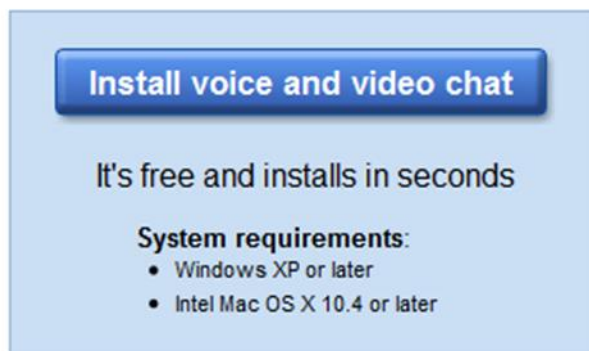 Install voice and video chat
It's free and installs in seconds
System requirements:
• Windows XP or later
• Intel Mac OS X 10.4 or later